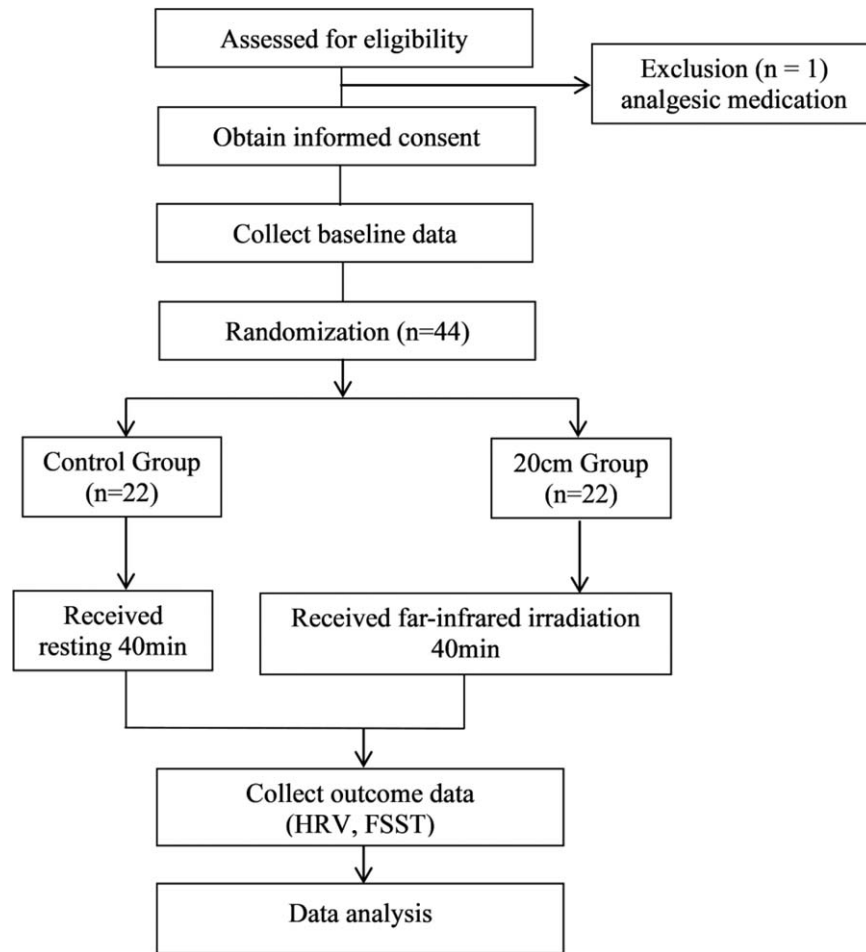 Assessed for eligibility
Exclusion (n = 1)
analgesic medication
Obtain informed consent
Collect baseline data
Randomization (n=44)
Control Group
(n=22)
20cm Group
(n=22)
Received
resting 40min
Received far-infrared irradiation
40min
Collect outcome data
(HRV, FSST)
Data analysis